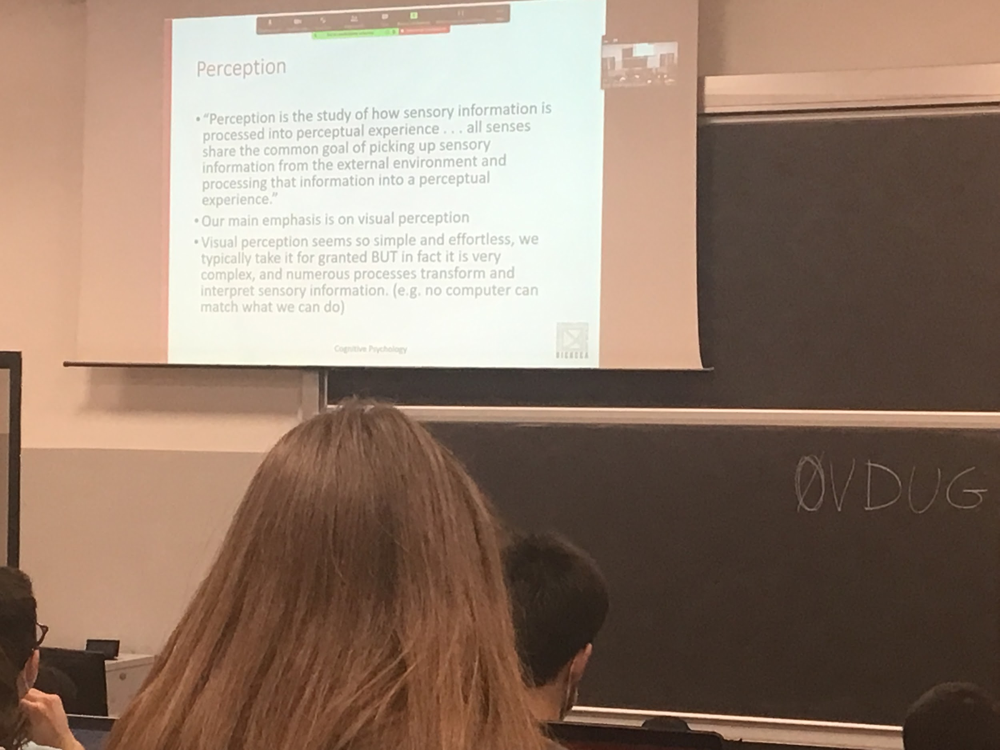 Perception
• “Perception is the study of how sensory information is
processed into perceptual experience . . . all senses
share the common goal of picking up sensory
information from the external environment and
processing that information into a perceptual
experience.”
• Our main emphasis is on visual perception
• Visual perception seems so simple and effortless, we
typically take it for granted BUT in fact it is very
complex, and numerous processes transform and
interpret sensory information. (e.g. no computer can
match what we can do)
Cognitive Psychology
BICOCCA
ØVDUG